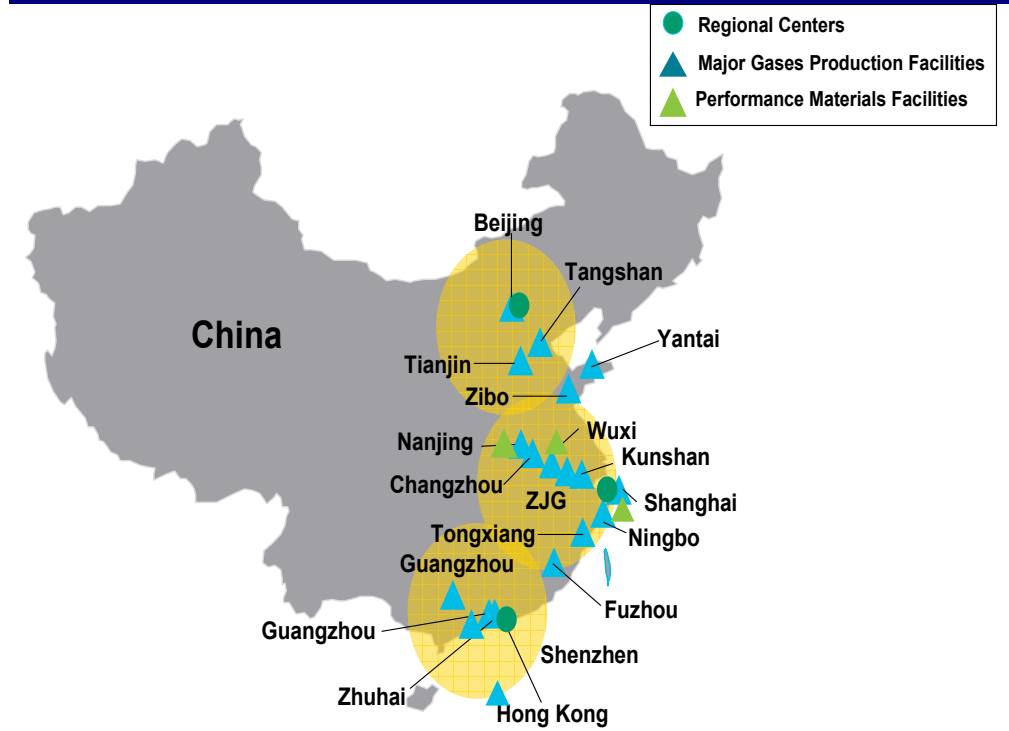 Regional Centers
Major Gases Production Facilities
Performance Materials Facilities
Beijing
Tangshan
China
Yantai
Tianjin
Zibo
Wuxi
Nanjing
Kunshan
Changzhou
ZJG
Shanghai
Tongxiang
Ningbo
Guangzhou
Fuzhou
Guangzhou
Shenzhen
Zhuhai
Hong Kong